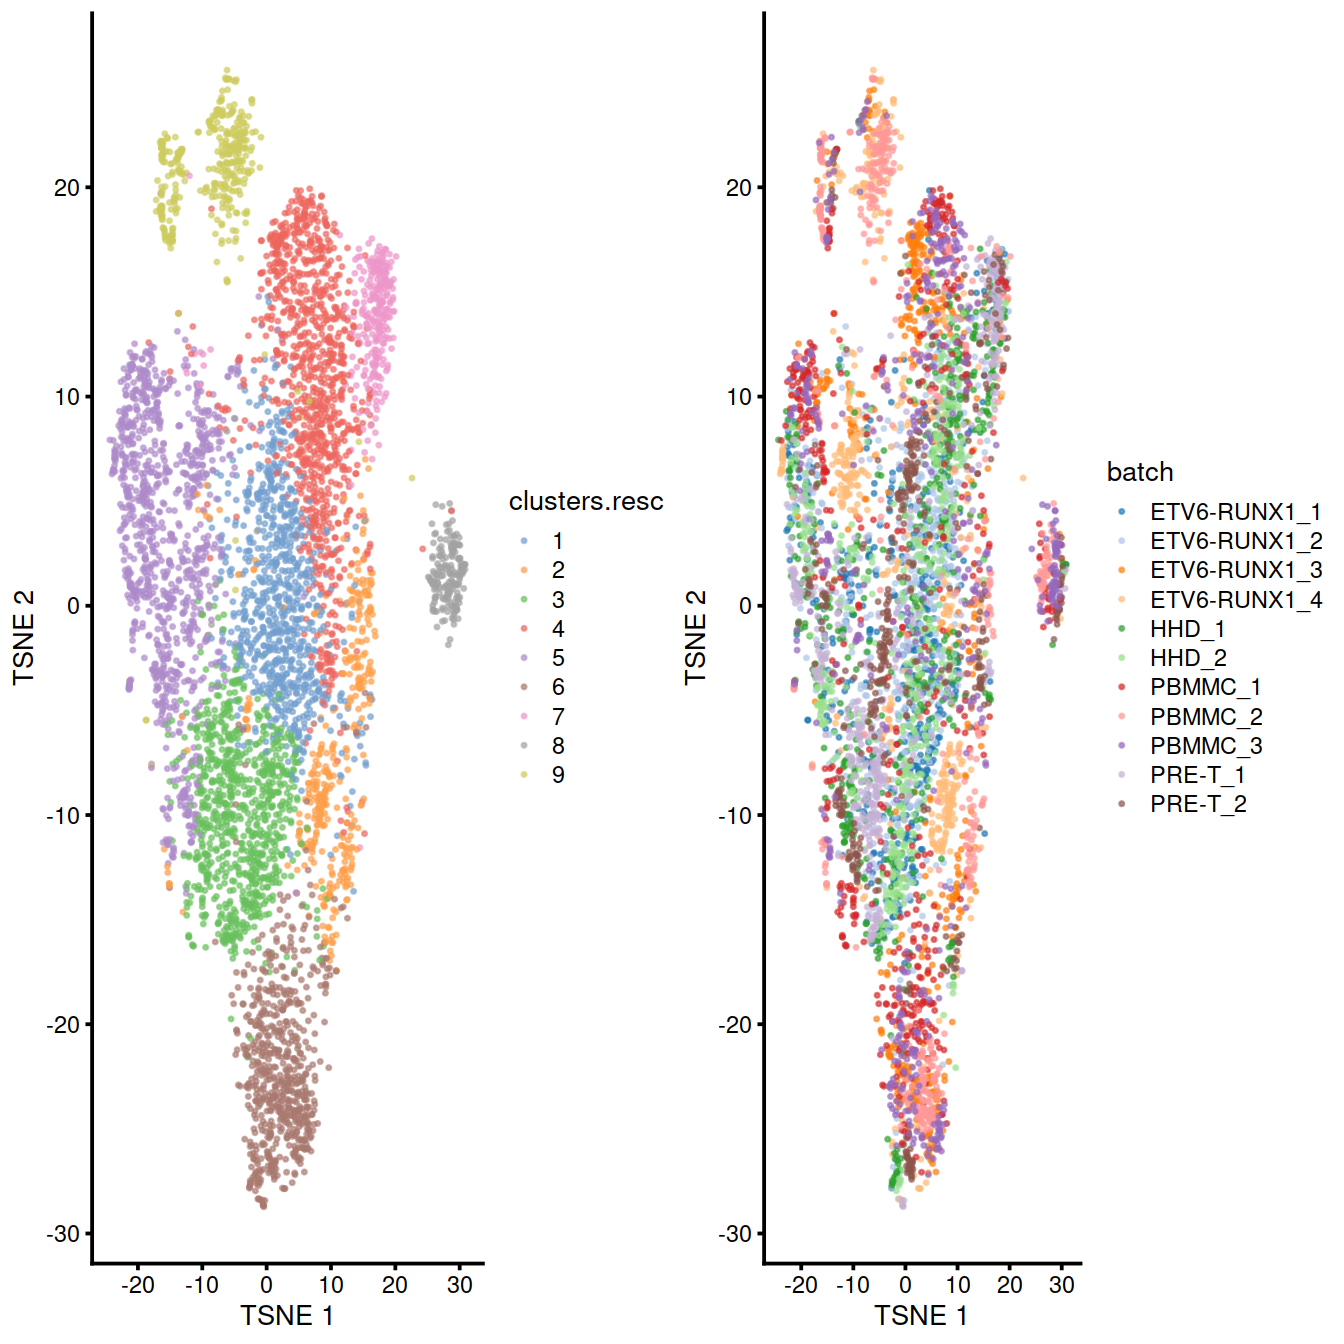 20
10
0
-10
-20
-30
-20
-10
0
10
20
30
TSNE 1
TSNE 2
clusters.resc
1
2
3
4
5
6
7
8
9
20
10
0
-10
-20
-30
-20
-10
0
10
20
30
TSNE 1
TSNE 2
batch
ETV6-RUNX1_1
ETV6-RUNX1_2
ETV6-RUNX1_3
ETV6-RUNX1_4
HHD_1
HHD_2
PBMMC_1
PBMMC_2
PBMMC_3
PRE-T_1
PRE-T_2